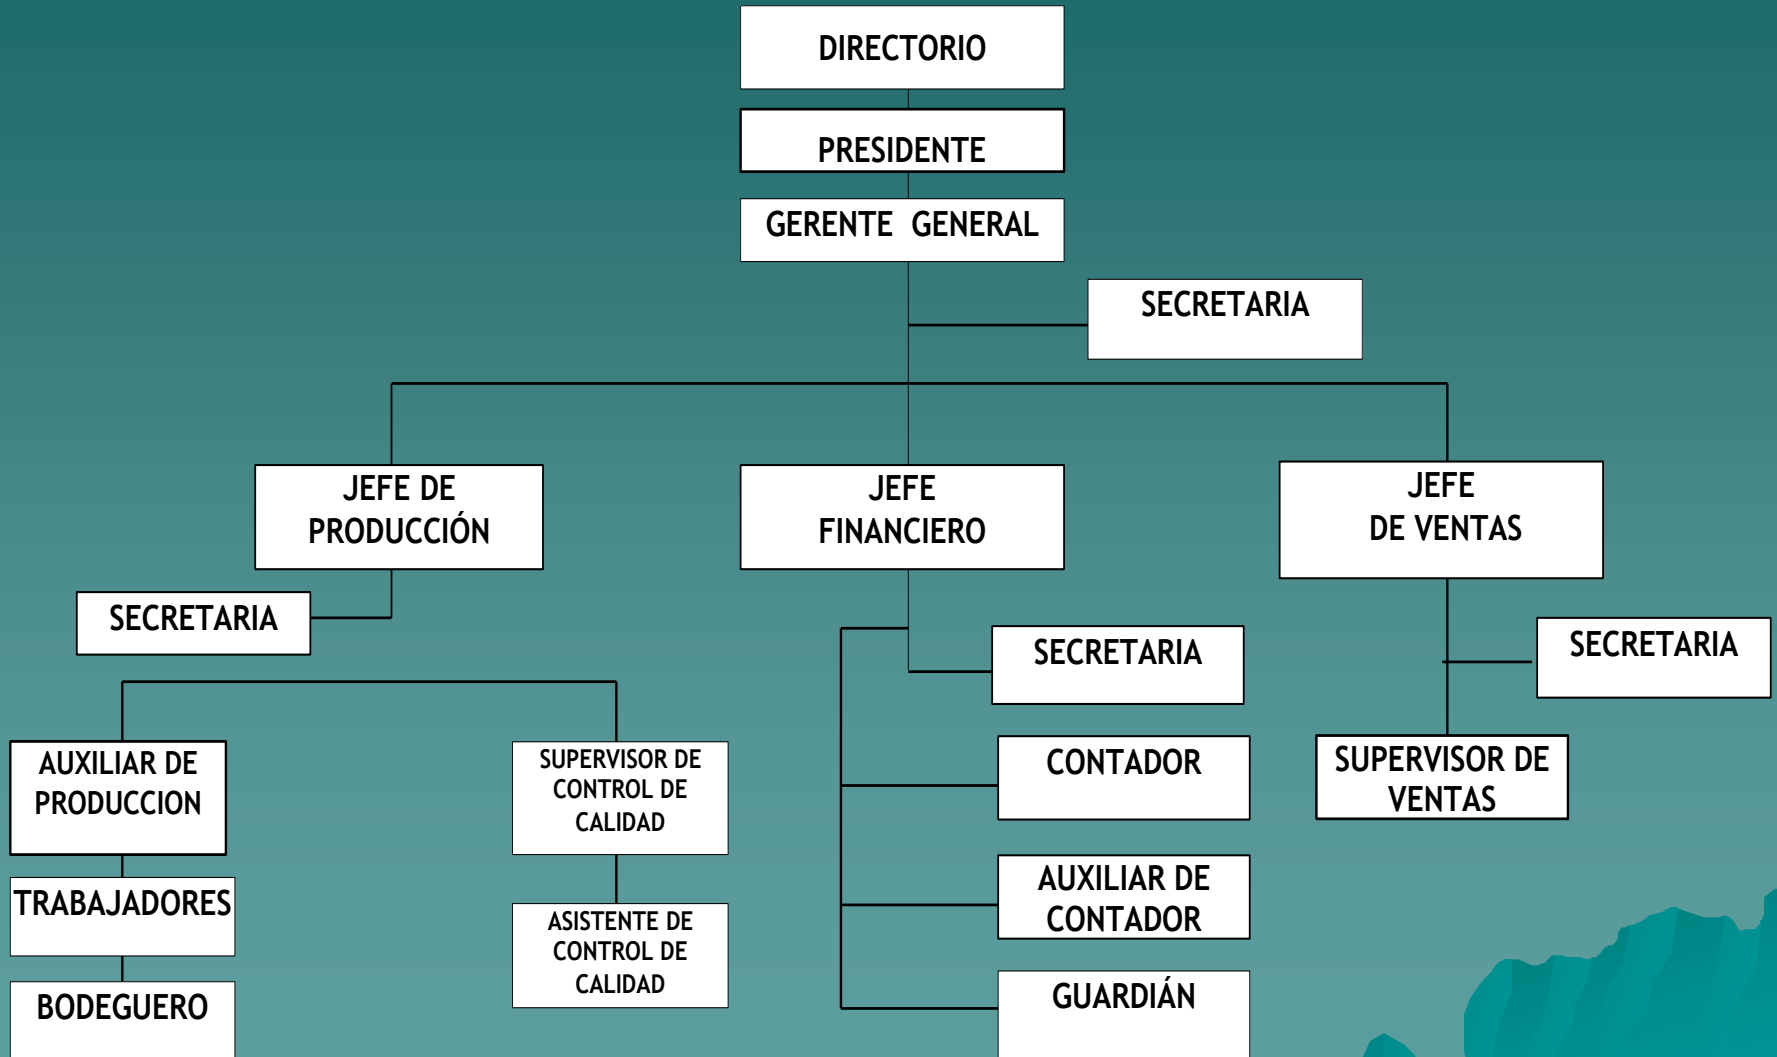 DIRECTORIO
PRESIDENTE
GERENTE GENERAL
SECRETARIA
JEFE DE
PRODUCCIÓN
JEFE
FINANCIERO
JEFE
DE VENTAS
SECRETARIA
SECRETARIA
SECRETARIA
AUXILIAR DE
PRODUCCION
SUPERVISOR DE
CONTROL DE
CALIDAD
CONTADOR
SUPERVISOR DE
VENTAS
TRABAJADORES
ASISTENTE DE
CONTROL DE
CALIDAD
AUXILIAR DE
CONTADOR
BODEGUERO
GUARDIÁN